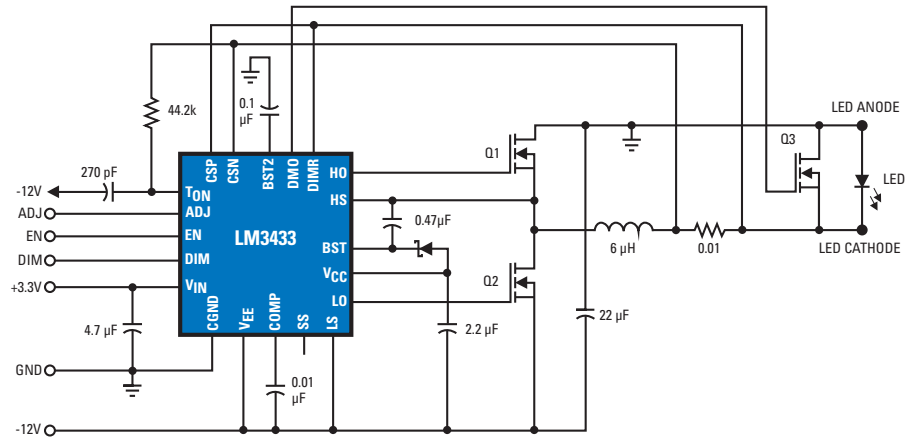 44.2k
0.1
µF
270 pF
-12V
ADJ
EN
DIM
+3.3V
4.7 µF
GND
-12V
CSP
CSN
BST2
DMO
DIMR
TON
ADJ
EN
DIM
VIN
LM3433
HO
HS
BST
VCC
LO
CGND
VEE
COMP
SS
LS
0.01
µF
0.47µF
2.2 µF
Q1
Q2
6 µH
0.01
22 µF
Q3
LED ANODE
LED
LED CATHODE